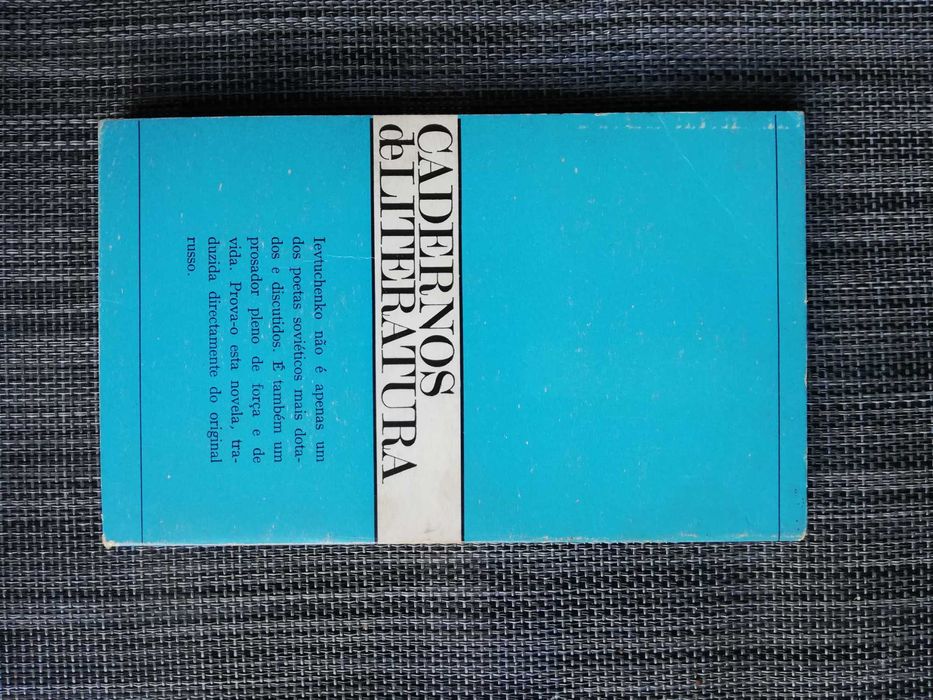 CADERNOS
de LITERATURA
Ievtuchenko não é apenas um
dos poetas soviéticos mais dota-
dos e discutidos. É também um
prosador pleno de força e de
vida. Prova-o esta novela, tra-
duzida directamente do original
russo.